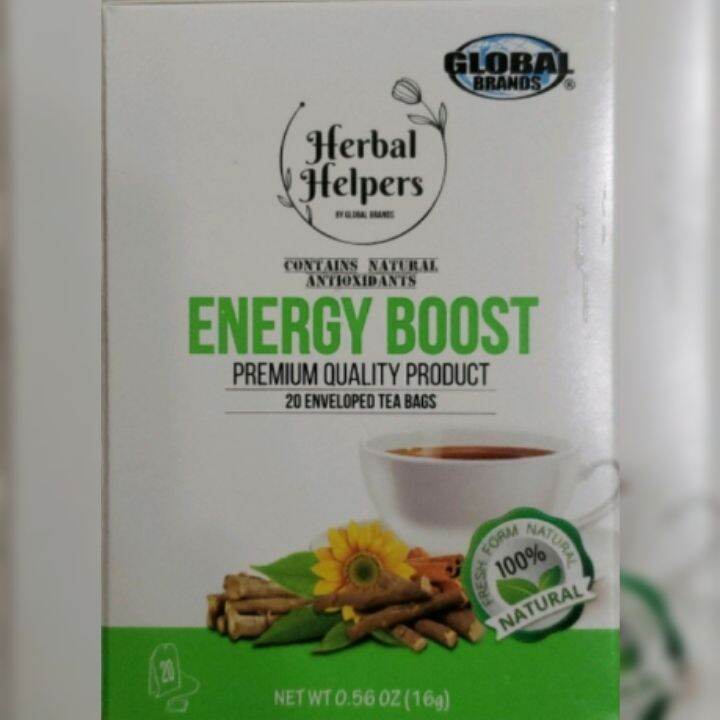 GLOBAL
BRANDS ®
Herbal
Helpers
BY GLOBAL BRANDS
CONTAINS NATURAL
ANTIOXIDANTS
ENERGY BOOST
PREMIUM QUALITY PRODUCT
20 ENVELOPED TEA BAGS
FRESH FORM NATURAL
100%
NATURAL
20
NET WT 0.56 OZ (16g)